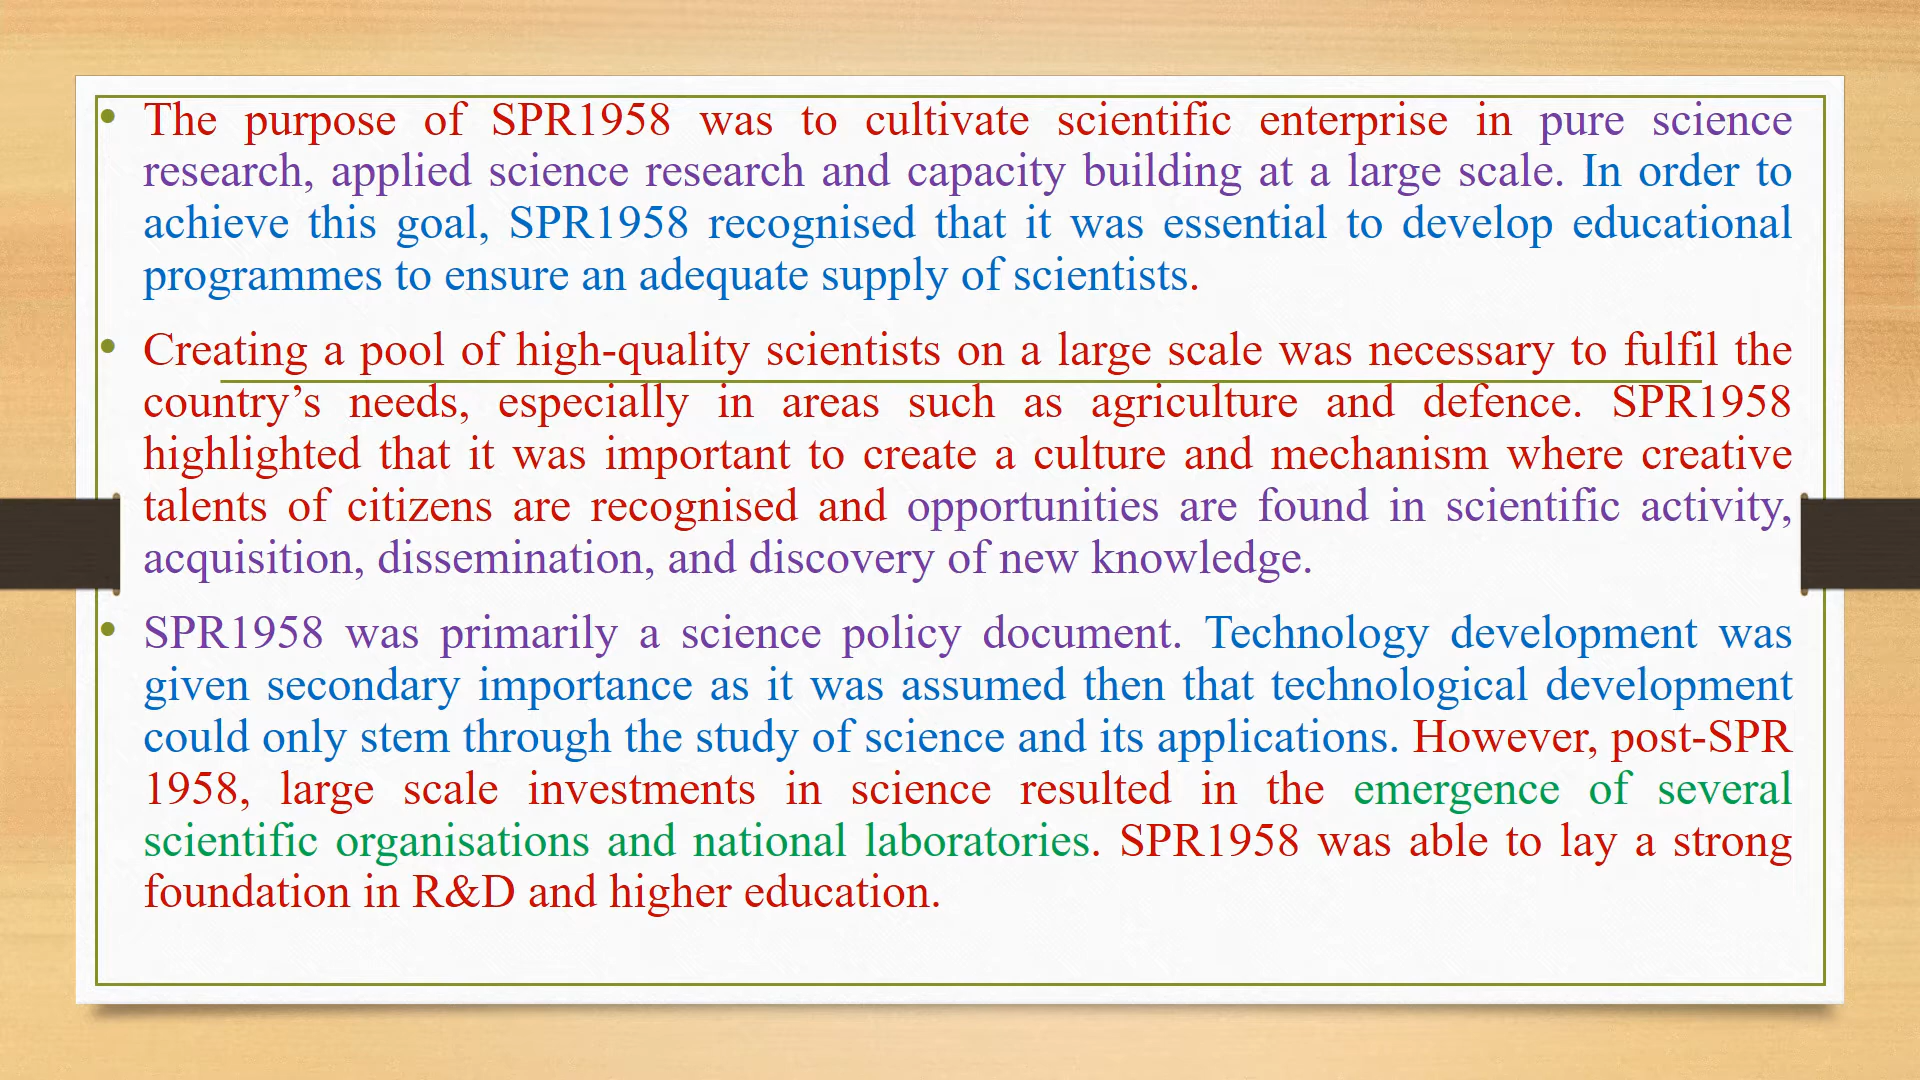 • The purpose of SPR1958 was to cultivate scientific enterprise in pure science
research, applied science research and capacity building at a large scale. In order to
achieve this goal, SPR1958 recognised that it was essential to develop educational
programmes to ensure an adequate supply of scientists.
• Creating a pool of high-quality scientists on a large scale was necessary to fulfil the
country’s needs, especially in areas such as agriculture and defence. SPR1958
highlighted that it was important to create a culture and mechanism where creative
talents of citizens are recognised and opportunities are found in scientific activity,
acquisition, dissemination, and discovery of new knowledge.
• SPR1958 was primarily a science policy document. Technology development was
given secondary importance as it was assumed then that technological development
could only stem through the study of science and its applications. However, post-SPR
1958, large scale investments in science resulted in the emergence of several
scientific organisations and national laboratories. SPR1958 was able to lay a strong
foundation in R&D and higher education.